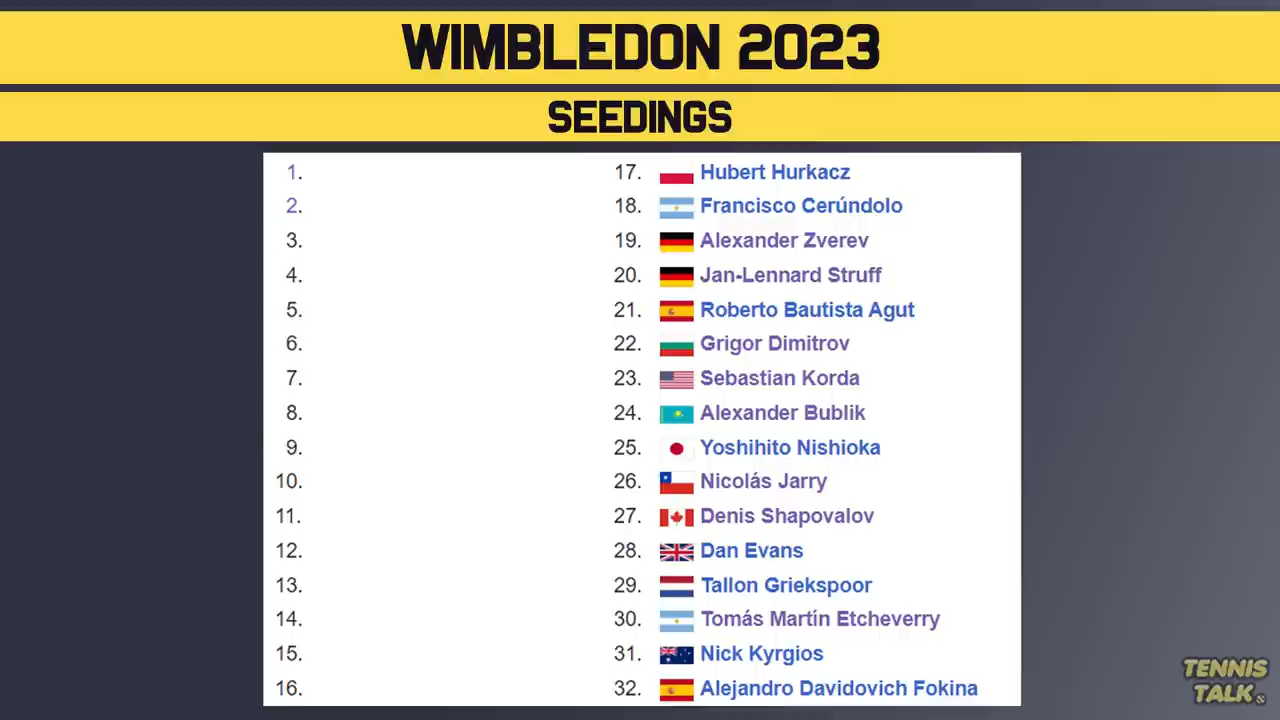 WIMBLEDON 2023
SEEDINGS
1.
2.
3.
4.
5.
6.
7.
8.
9.
10.
11.
12.
13.
14.
15.
16.
17. Hubert Hurkacz
18. Francisco Cerúndolo
19. Alexander Zverev
20. Jan-Lennard Struff
21. Roberto Bautista Agut
22. Grigor Dimitrov
23. Sebastian Korda
24. Alexander Bublik
25. Yoshihito Nishioka
26. Nicolás Jarry
27. Denis Shapovalov
28. Dan Evans
29. Tallon Griekspoor
30. Tomás Martín Etcheverry
31. Nick Kyrgios
32. Alejandro Davidovich Fokina
TENNIS
TALK